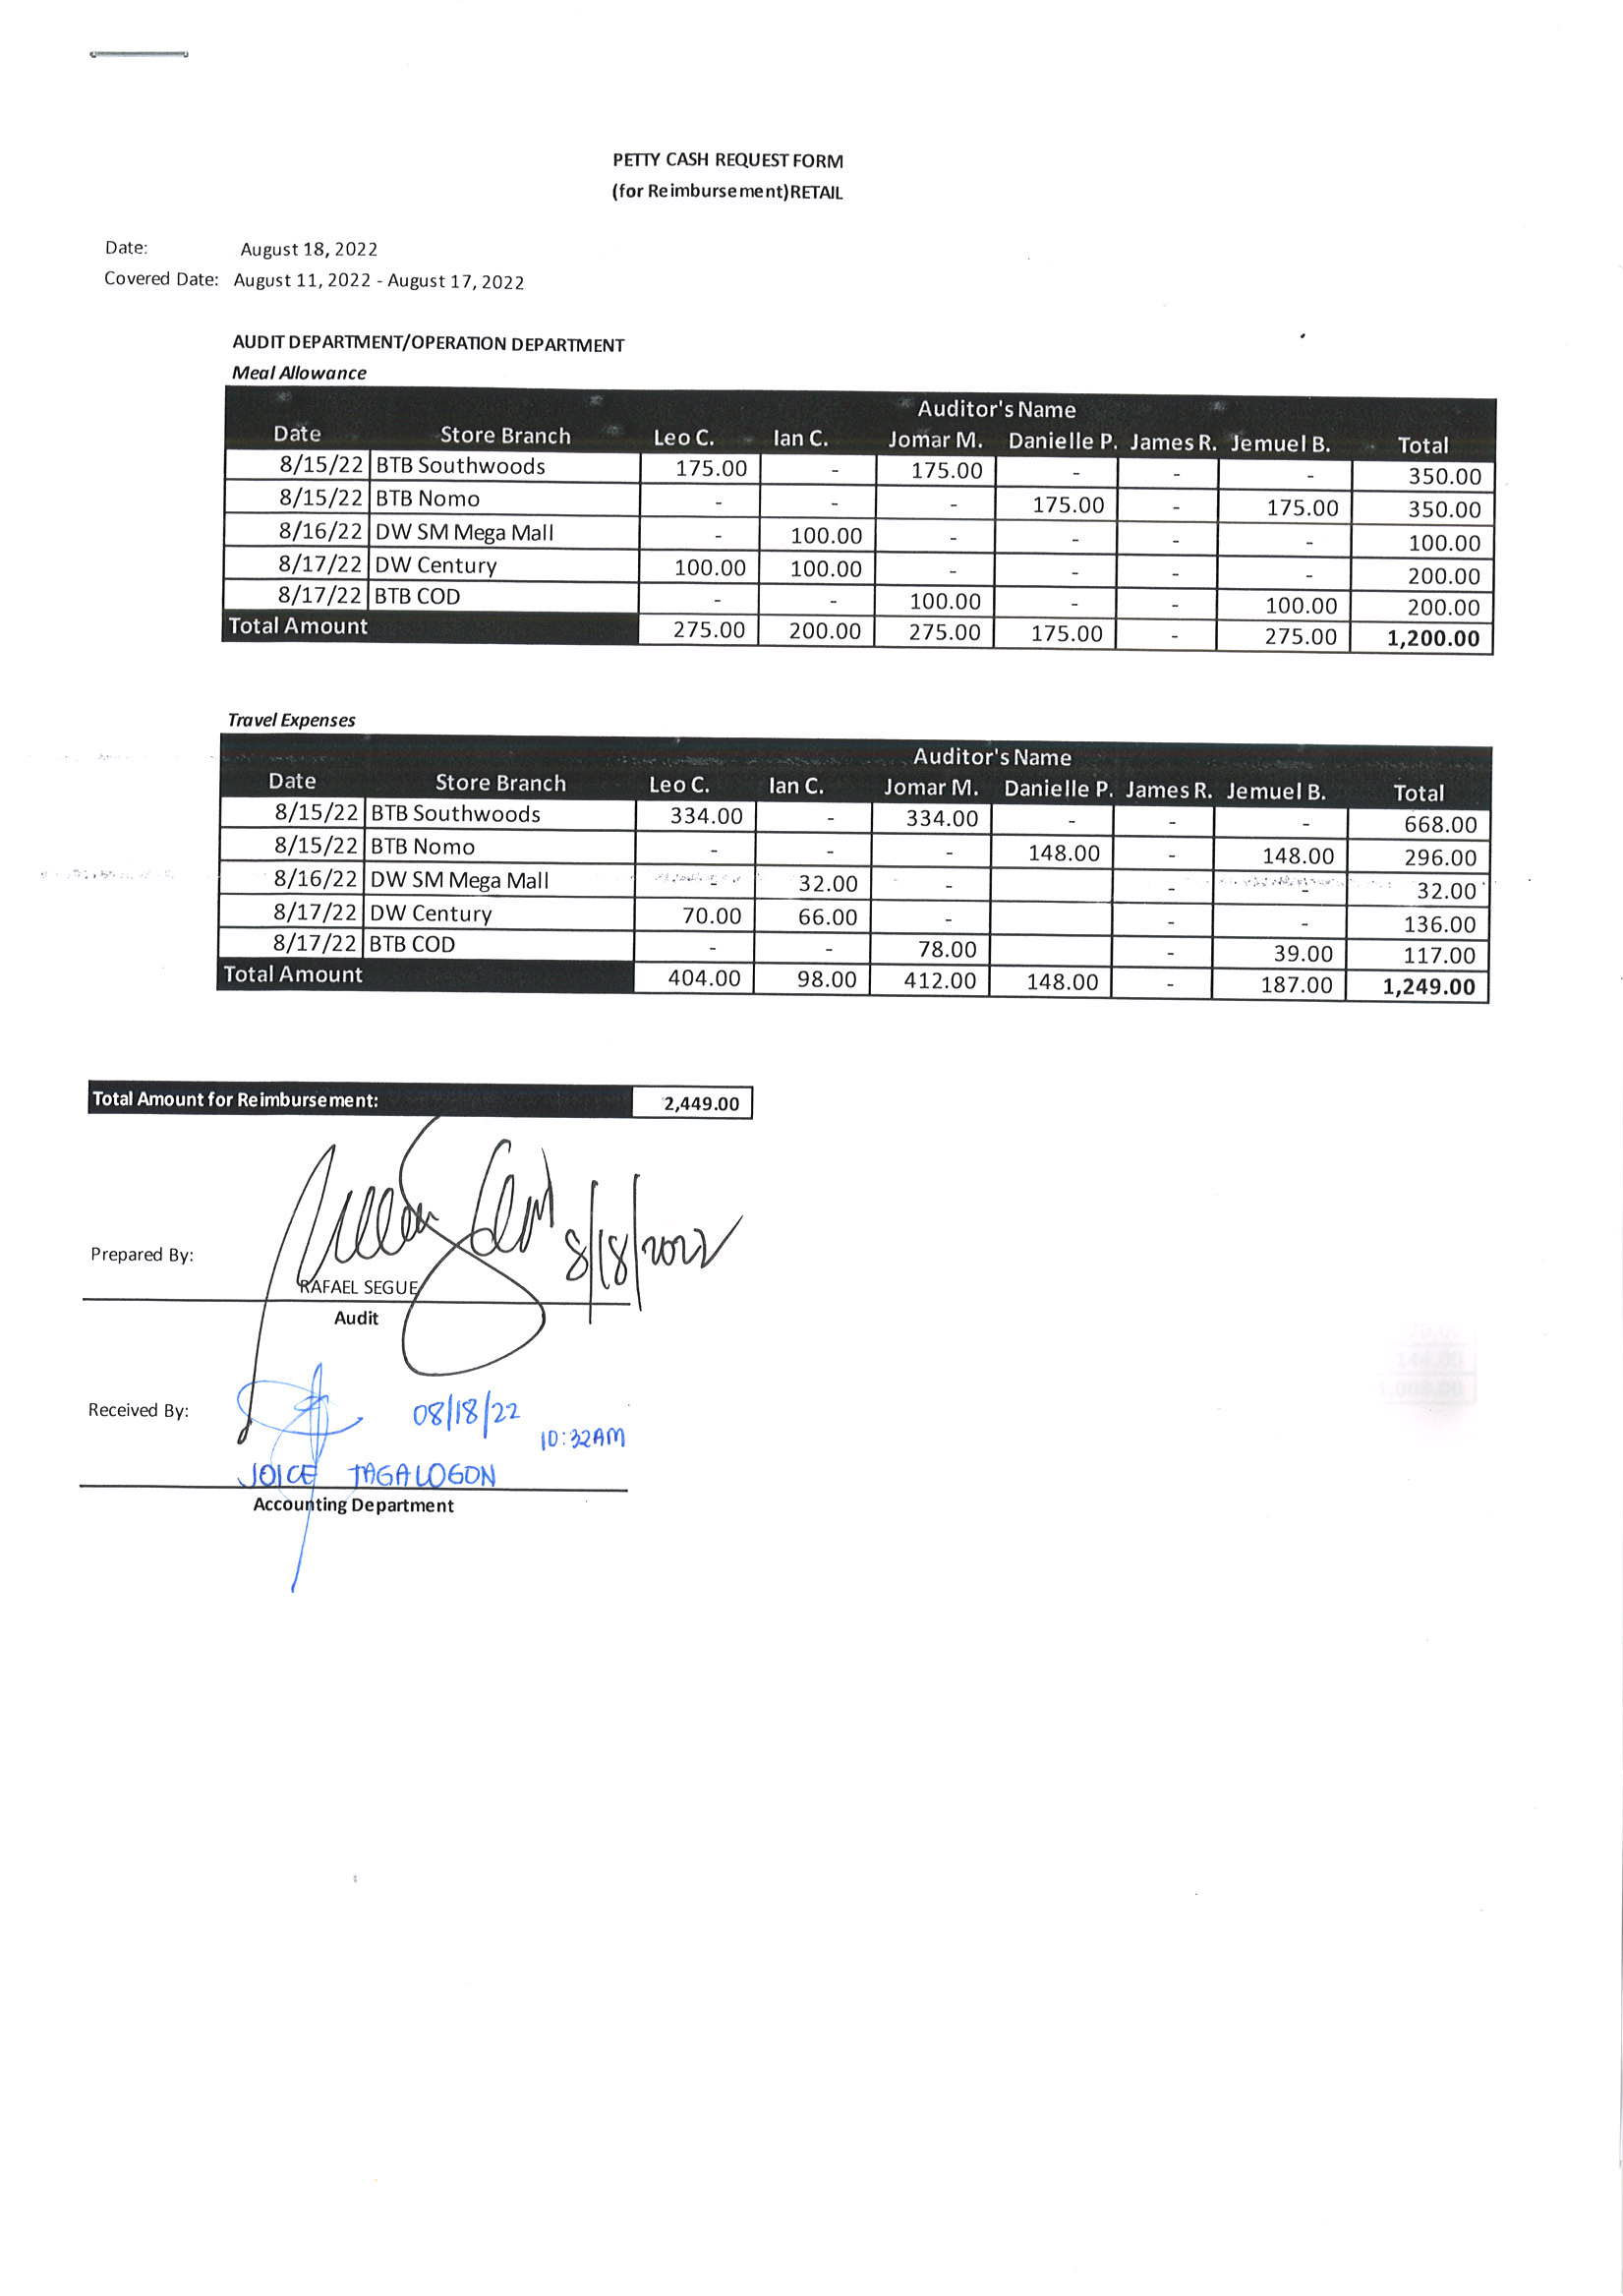 PETTY CASH REQUEST FORM
(for Reimbursement)RETAIL
Date: August 18, 2022
Covered Date: August 11, 2022 - August 17, 2022
AUDIT DEPARTMENT/OPERATION DEPARTMENT
Meal Allowance
Auditor's Name
Date Store Branch Leo C. Ian C. Jomar M. Danielle P. James R. Jemuel B. Total
8/15/22 BTB Southwoods 175.00 - 175.00 - - - 350.00
8/15/22 BTB Nomo - - - 175.00 - 175.00 350.00
8/16/22 DW SM Mega Mall - 100.00 - - - - 100.00
8/17/22 DW Century 100.00 100.00 - - - - 200.00
8/17/22 BTB COD - - 100.00 - - 100.00 200.00
Total Amount 275.00 200.00 275.00 175.00 - 275.00 1,200.00
Travel Expenses
Auditor's Name
Date Store Branch Leo C. Ian C. Jomar M. Danielle P. James R. Jemuel B. Total
8/15/22 BTB Southwoods 334.00 - 334.00 - - - 668.00
8/15/22 BTB Nomo - - - 148.00 - 148.00 296.00
8/16/22 DW SM Mega Mall - 32.00 - - - 32.00
8/17/22 DW Century 70.00 66.00 - - - 136.00
8/17/22 BTB COD - - 78.00 - 39.00 117.00
Total Amount 404.00 98.00 412.00 148.00 - 187.00 1,249.00
Total Amount for Reimbursement: 2,449.00
8/18/2022
Prepared By:
RAFAEL SEGUE
Audit
Received By: 08/18/22
10:32AM
JOICE TAGALOGON
Accounting Department